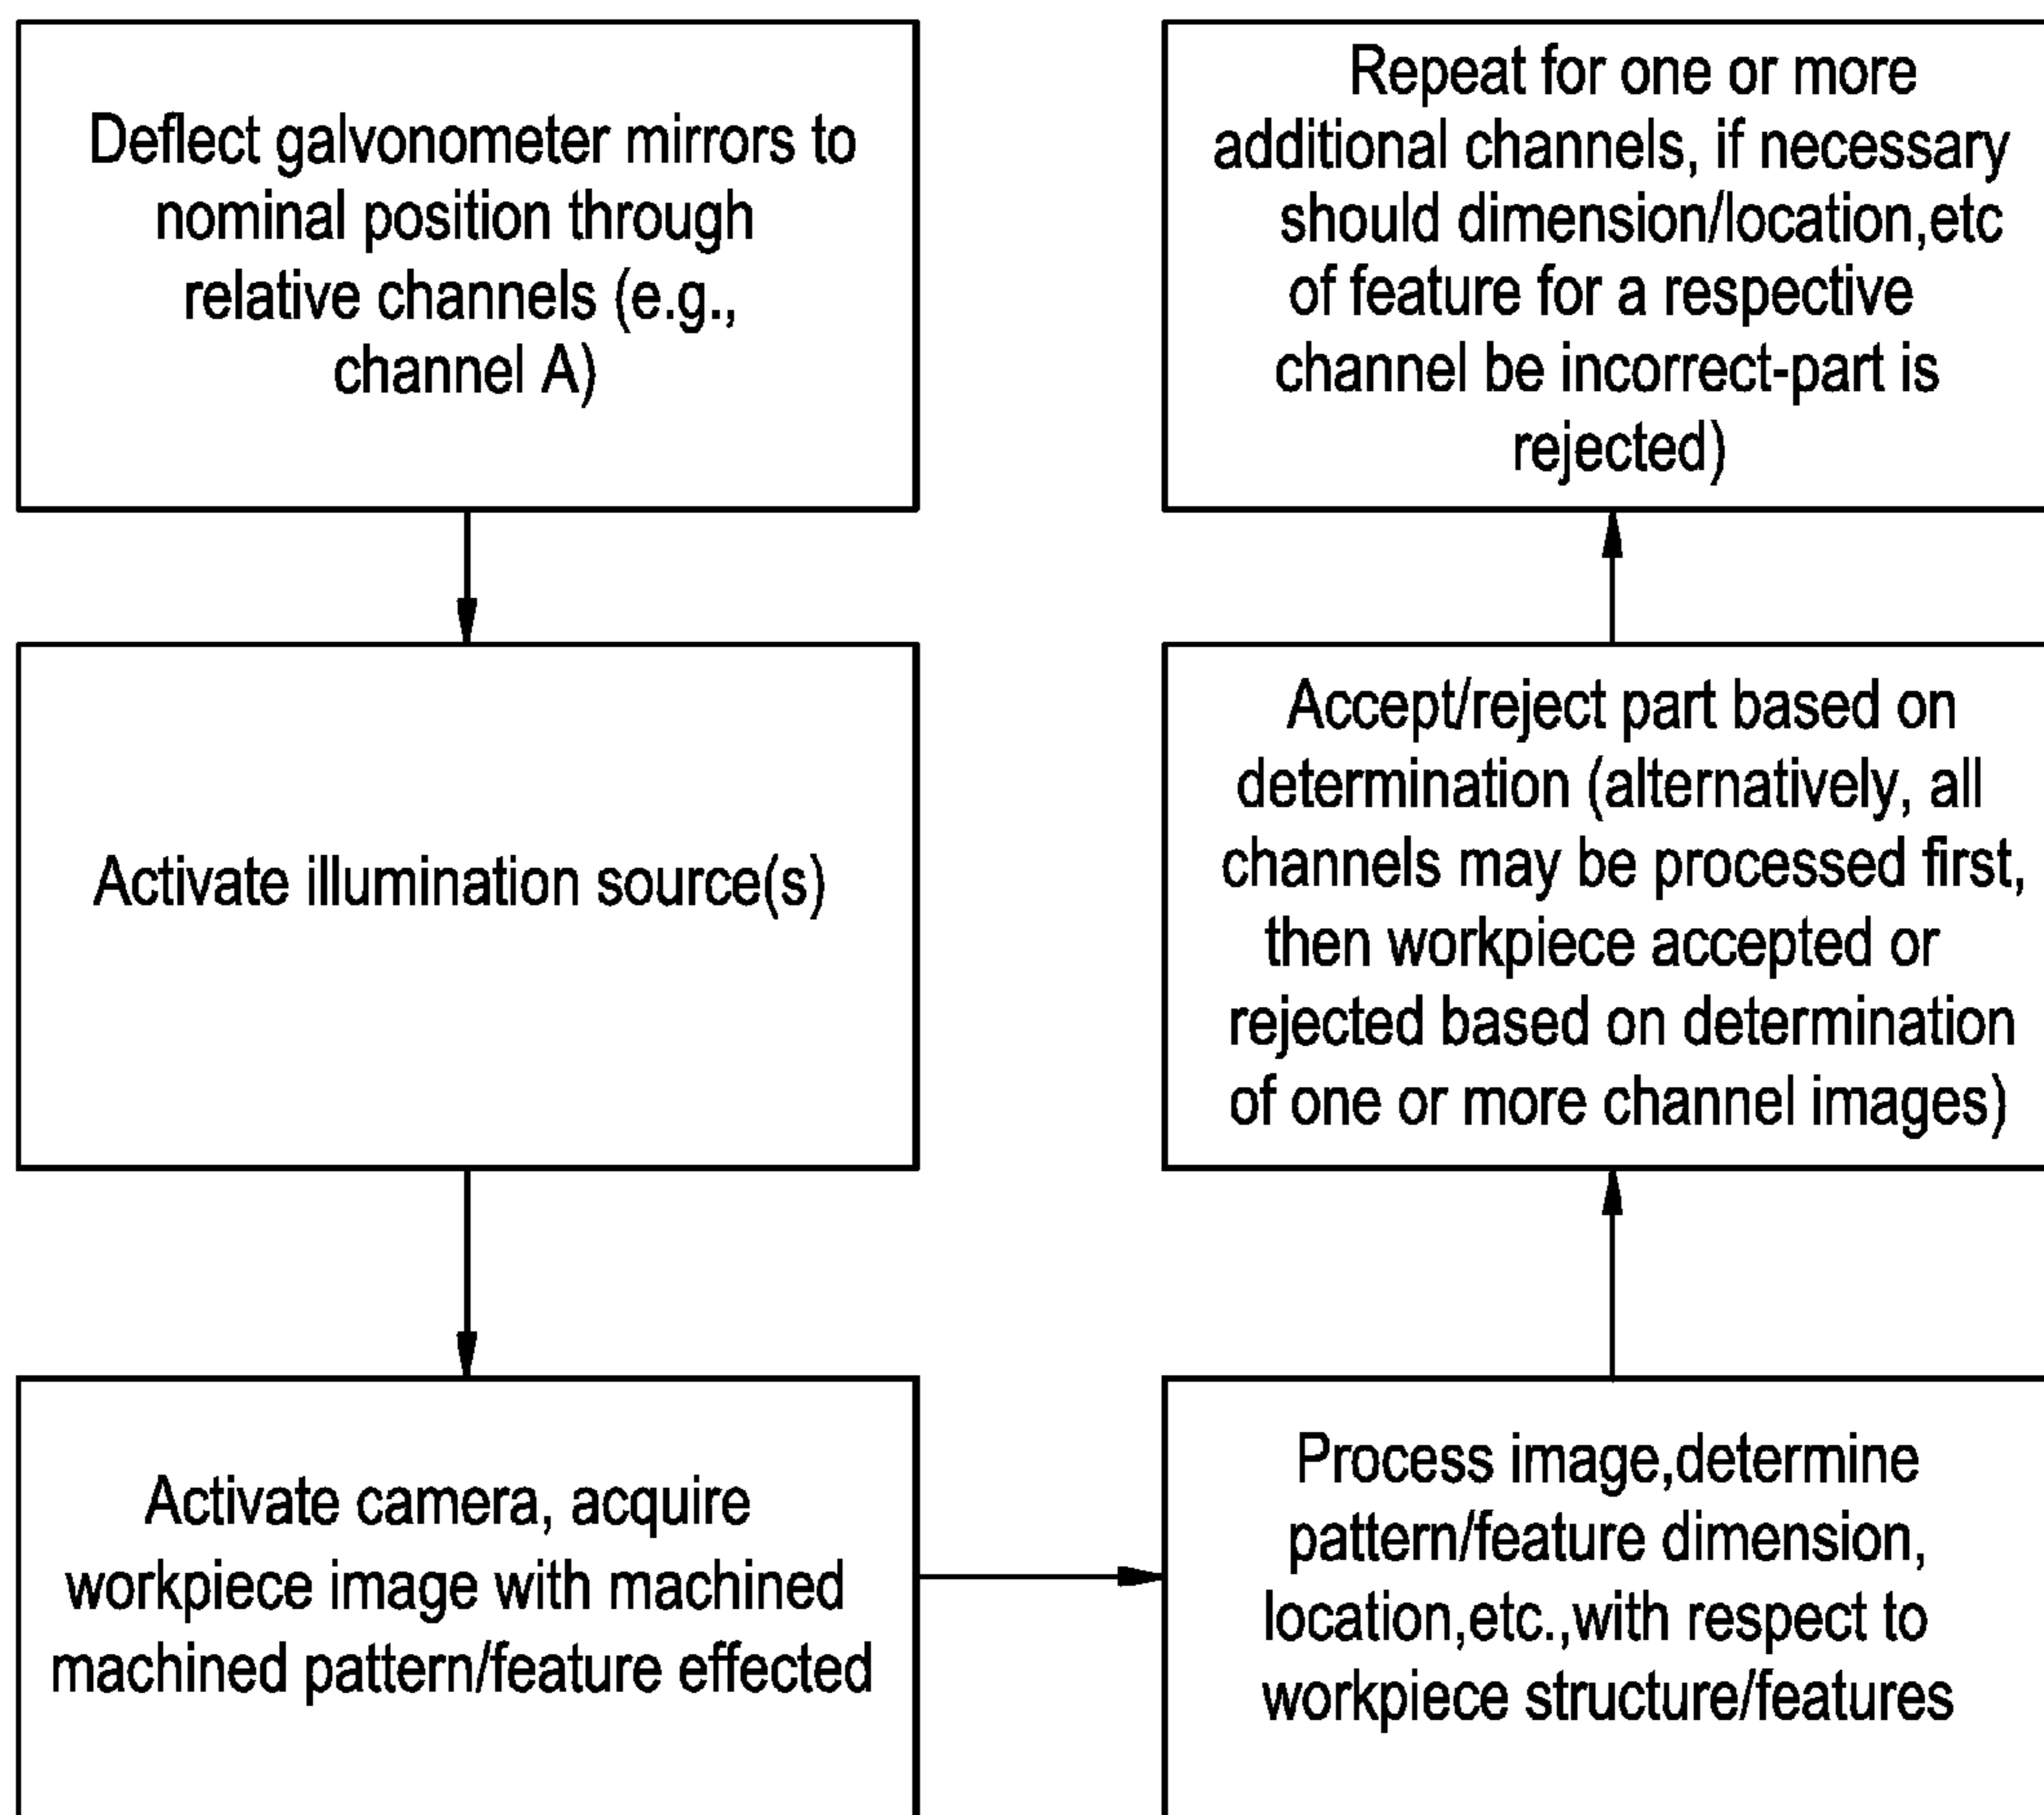 Deflect galvonometer mirrors to
nominal position through
relative channels (e.g.,
channel A)
Activate illumination source(s)
Activate camera, acquire
workpiece image with machined
machined pattern/feature effected
Process image,determine
pattern/feature dimension,
location,etc.,with respect to
workpiece structure/features
Accept/reject part based on
determination (alternatively, all
channels may be processed first,
then workpiece accepted or
rejected based on determination
of one or more channel images)
Repeat for one or more
additional channels, if necessary
should dimension/location,etc
of feature for a respective
channel be incorrect-part is
rejected)